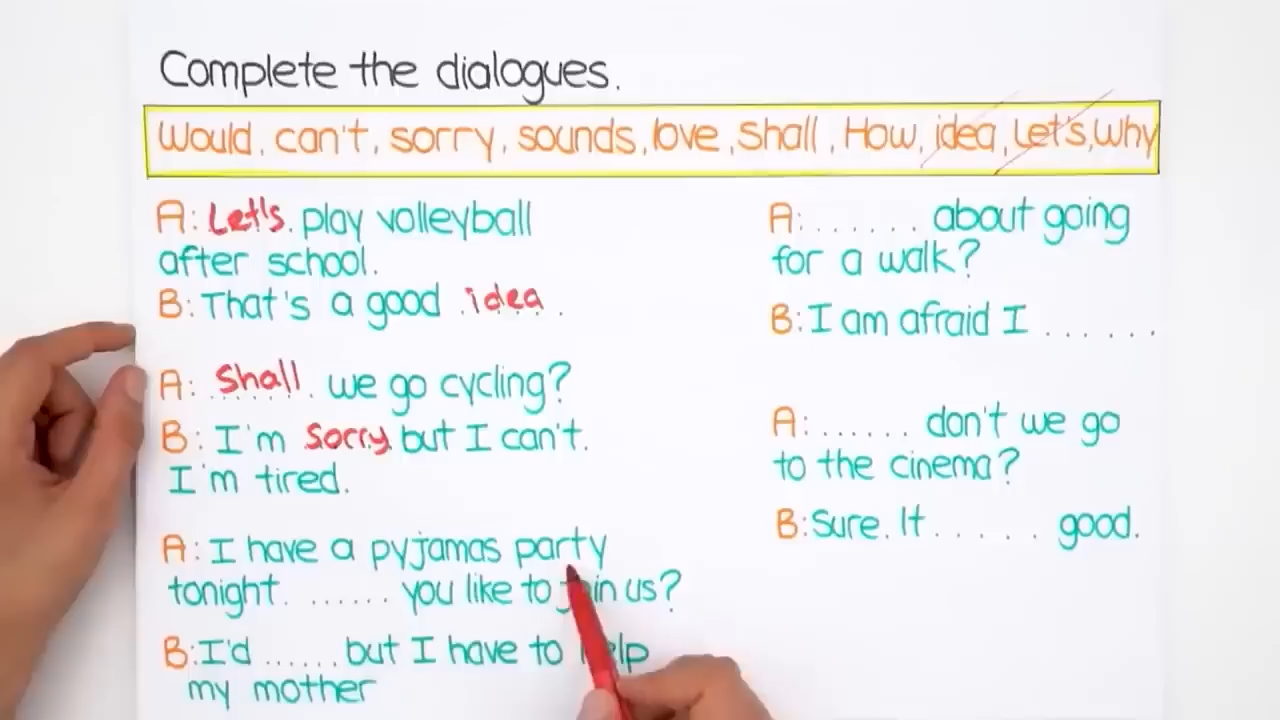 Complete the dialogues.
Would, can't, sorry, sounds, love, Shall, How, idea, Let's, Why
A: Let's. play volleyball
after school.
B: That's a good .idea .
A: Shall. we go cycling?
B: I'm sorry but I can't.
I'm tired.
A: I have a pyjamas party
tonight. ...... you like to join us?
B: I'd ...... but I have to help
my mother
A: ....... about going
for a walk?
B: I am afraid I ......
A: ...... don't we go
to the cinema?
B: Sure. It ...... good.